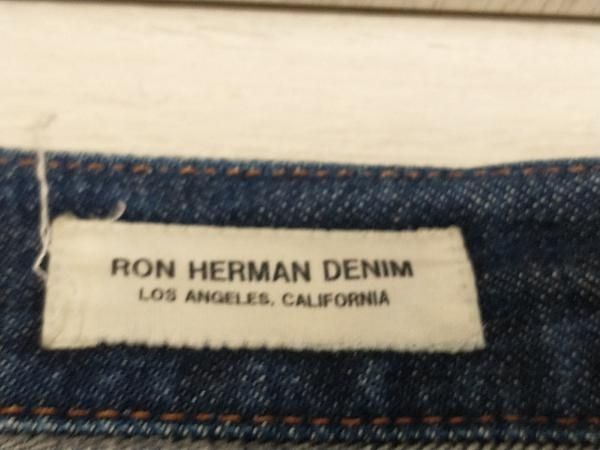 RON HERMAN DENIM
LOS ANGELES, CALIFORNIA